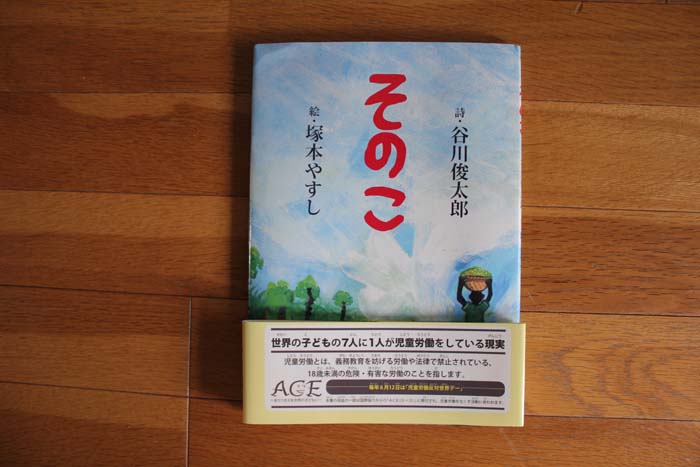 詩・谷川俊太郎
そのこ
絵・塚本やすし
世界の子どもの7人に1人が児童労働をしている現実
児童労働とは、義務教育を妨げる労働や法律で禁止されている、
18歳未満の危険・有害な労働のことを指します。
ACE
毎年6月12日は「児童労働反対世界デー」